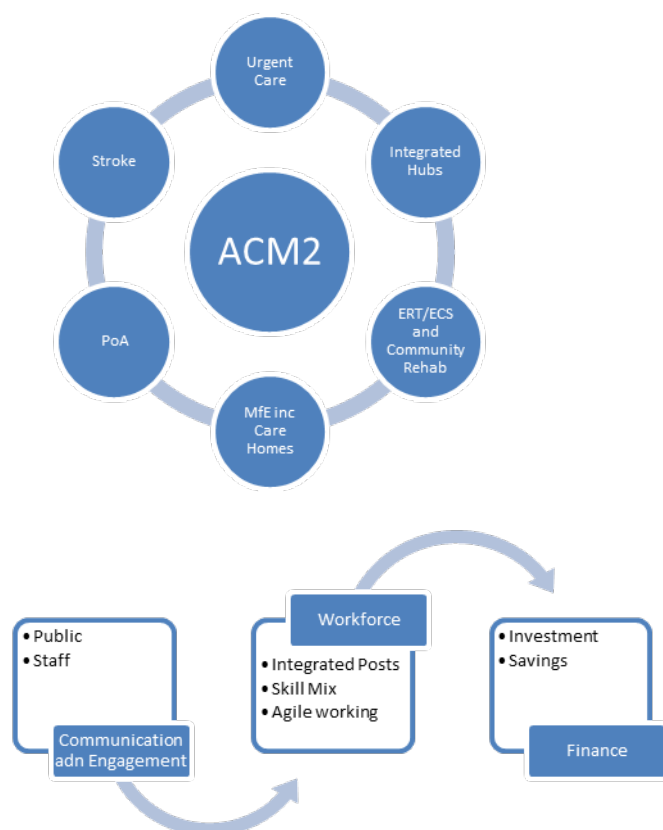 Urgent
Care
Stroke
Integrated
Hubs
ACM2
PoA
ERT/ECS
and
Community
Rehab
MfE inc
Care
Homes
• Public
• Staff
Communication
adn Engagement
Workforce
• Integrated Posts
• Skill Mix
• Agile working
• Investment
• Savings
Finance